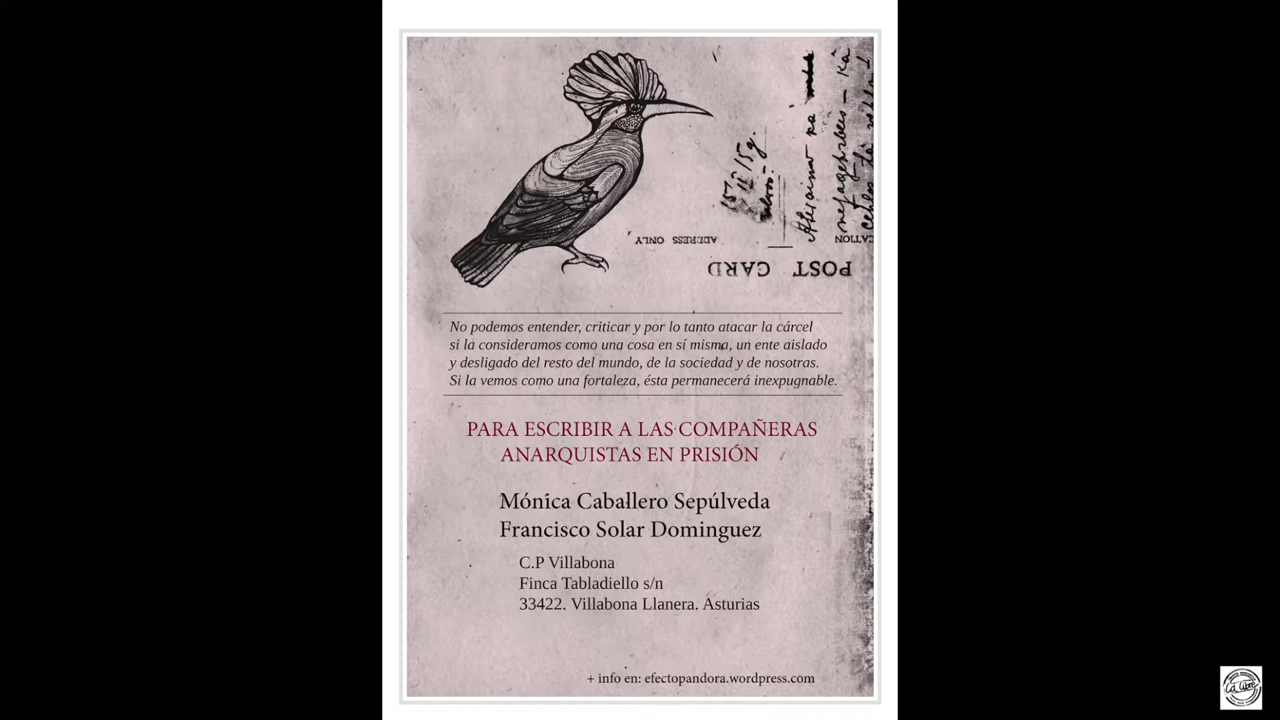 ADDRESS ONLY
POST CARD
No podemos entender, criticar y por lo tanto atacar la cárcel
si la consideramos como una cosa en sí misma, un ente aislado
y desligado del resto del mundo, de la sociedad y de nosotras.
Si la vemos como una fortaleza, ésta permanecerá inexpugnable.
PARA ESCRIBIR A LAS COMPAÑERAS
ANARQUISTAS EN PRISIÓN
Mónica Caballero Sepúlveda
Francisco Solar Dominguez
C.P Villabona
Finca Tabladiello s/n
33422. Villabona Llanera. Asturias
+ info en: efectopandora.wordpress.com